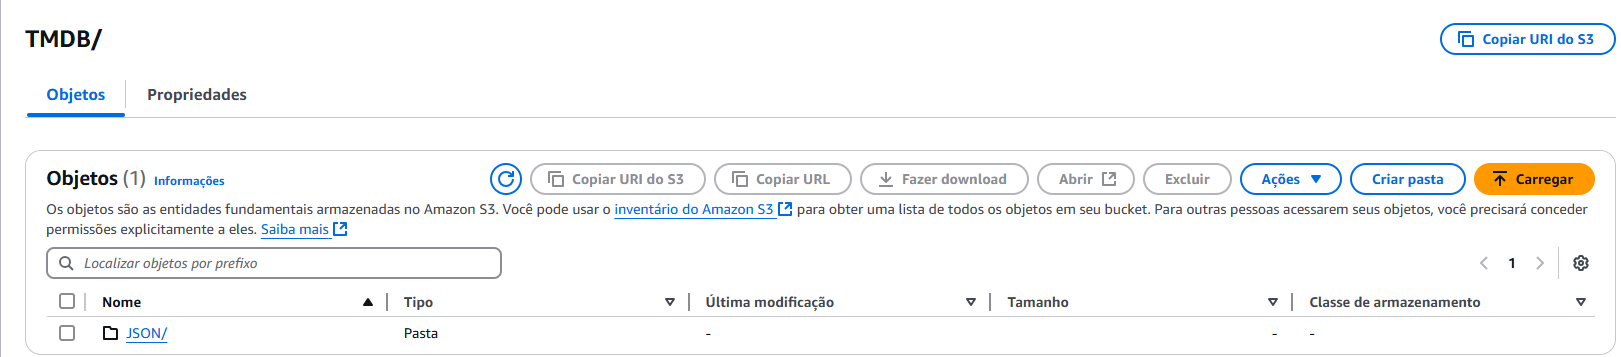 TMDB/
Copiar URI do S3
Objetos Propriedades
Objetos (1) Informações Copiar URI do S3 Copiar URL Fazer download Abrir Excluir Ações Criar pasta Carregar
Os objetos são as entidades fundamentais armazenadas no Amazon S3. Você pode usar o inventário do Amazon S3 para obter uma lista de todos os objetos em seu bucket. Para outras pessoas acessarem seus objetos, você precisará conceder
permissões explicitamente a eles. Saiba mais
Localizar objetos por prefixo
1
Nome Tipo Última modificação Tamanho Classe de armazenamento
JSON/ Pasta - - -